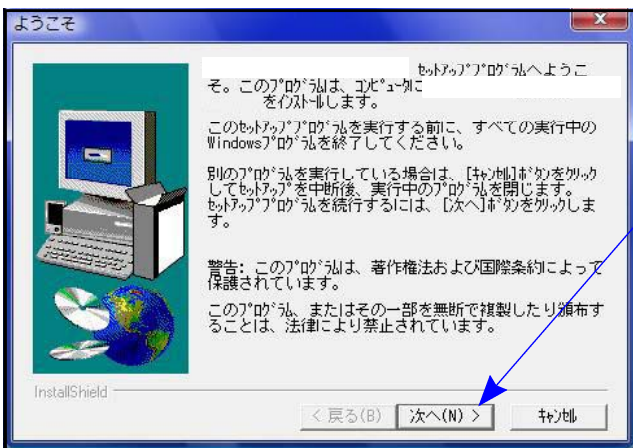 ようこそ
ｾｯﾄｱｯﾌﾟﾌﾟﾛｸﾞﾗﾑへようこ
そ。このﾌﾟﾛｸﾞﾗﾑは、ｺﾝﾋﾟｭｰﾀに
をｲﾝｽﾄｰﾙします。
このｾｯﾄｱｯﾌﾟﾌﾟﾛｸﾞﾗﾑを実行する前に、すべての実行中の
Windowsﾌﾟﾛｸﾞﾗﾑを終了してください。
別のﾌﾟﾛｸﾞﾗﾑを実行している場合は、[ｷｬﾝｾﾙ]ﾎﾞﾀﾝをｸﾘｯｸ
してｾｯﾄｱｯﾌﾟを中断後、実行中のﾌﾟﾛｸﾞﾗﾑを閉じます。
ｾｯﾄｱｯﾌﾟﾌﾟﾛｸﾞﾗﾑを続行するには、[次へ]ﾎﾞﾀﾝをｸﾘｯｸしま
す。
警告: このﾌﾟﾛｸﾞﾗﾑは、著作権法および国際条約によって
保護されています。
このﾌﾟﾛｸﾞﾗﾑ、またはその一部を無断で複製したり頒布す
ることは、法律により禁止されています。
InstallShield
< 戻る(B)
次へ(N) >
ｷｬﾝｾﾙ